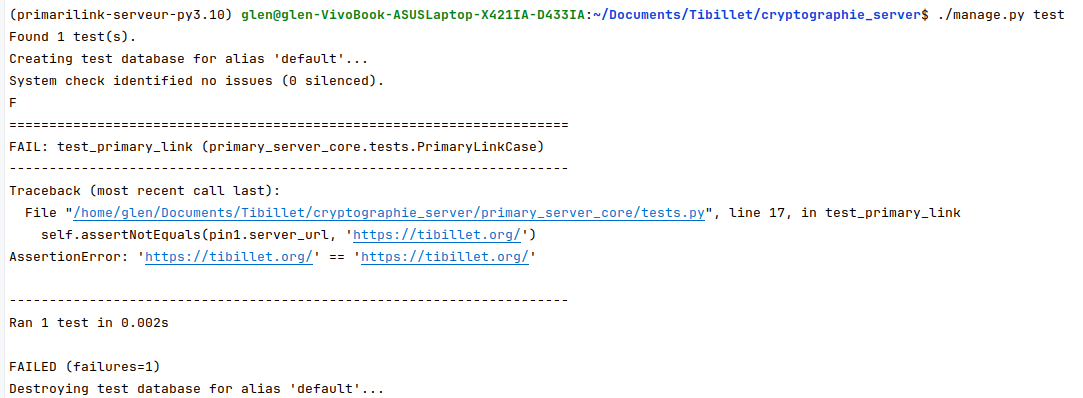 (primarilink-serveur-py3.10) glen@glen-VivoBook-ASUSLaptop-X421IA-D433IA:~/Documents/Tibillet/cryptographie_server$ ./manage.py test
Found 1 test(s).
Creating test database for alias 'default'...
System check identified no issues (0 silenced).
F
======================================================================
FAIL: test_primary_link (primary_server_core.tests.PrimaryLinkCase)
----------------------------------------------------------------------
Traceback (most recent call last):
  File "/home/glen/Documents/Tibillet/cryptographie_server/primary_server_core/tests.py", line 17, in test_primary_link
    self.assertNotEquals(pin1.server_url, 'https://tibillet.org/')
AssertionError: 'https://tibillet.org/' == 'https://tibillet.org/'
----------------------------------------------------------------------
Ran 1 test in 0.002s
FAILED (failures=1)
Destroying test database for alias 'default'...